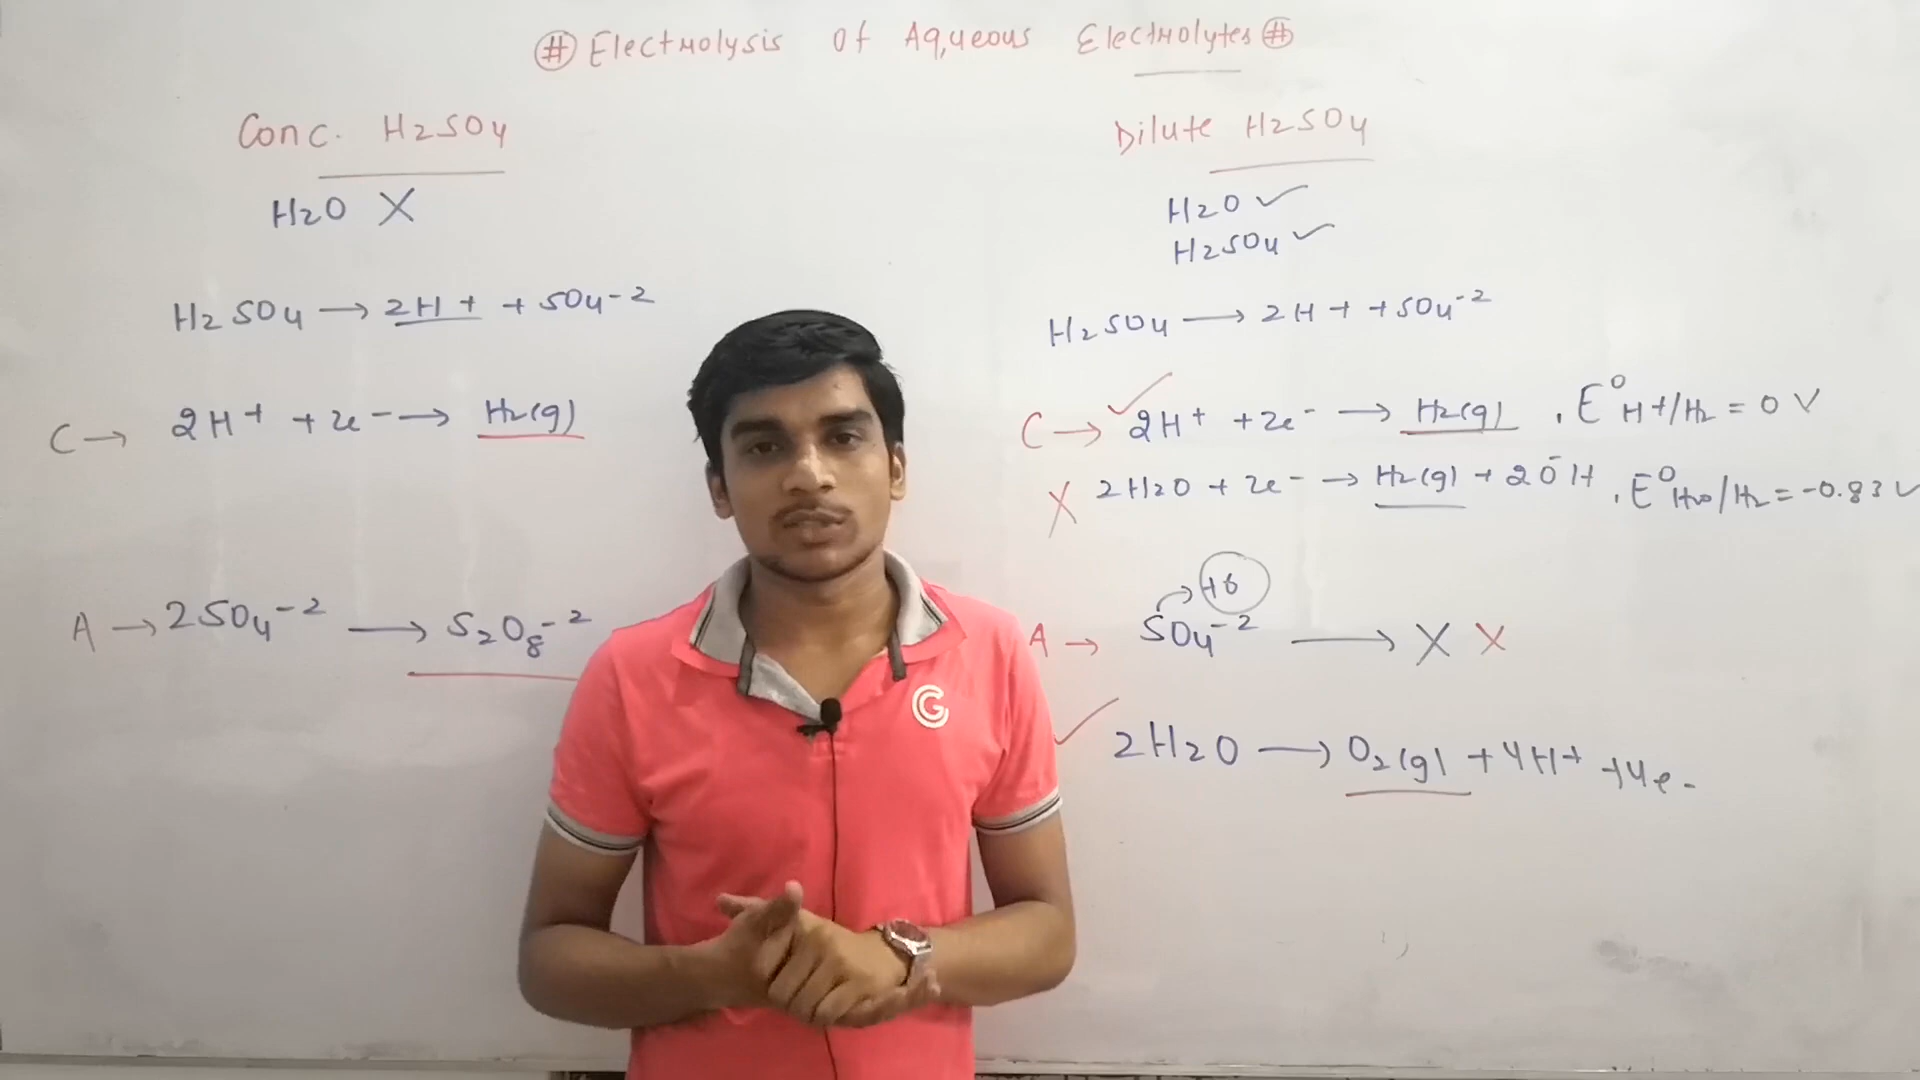 # Electrolysis of Aqueous Electrolytes #
Conc. H2SO4
H2O X
H2SO4 → 2H+ + SO4-2
C → 2H+ + 2e- → H2(g)
A → 2SO4-2 → S2O8-2
Dilute H2SO4
H2O ✓
H2SO4 ✓
H2SO4 → 2H+ + SO4-2
C → ✓ 2H+ + 2e- → H2(g) , E° H+/H2 = 0 V
X 2H2O + 2e- → H2(g) + 2ŌH , E° H2O/H2 = -0.83 V
+6
A → SO4-2 → X X
✓ 2H2O → O2(g) + 4H+ + 4e-
G